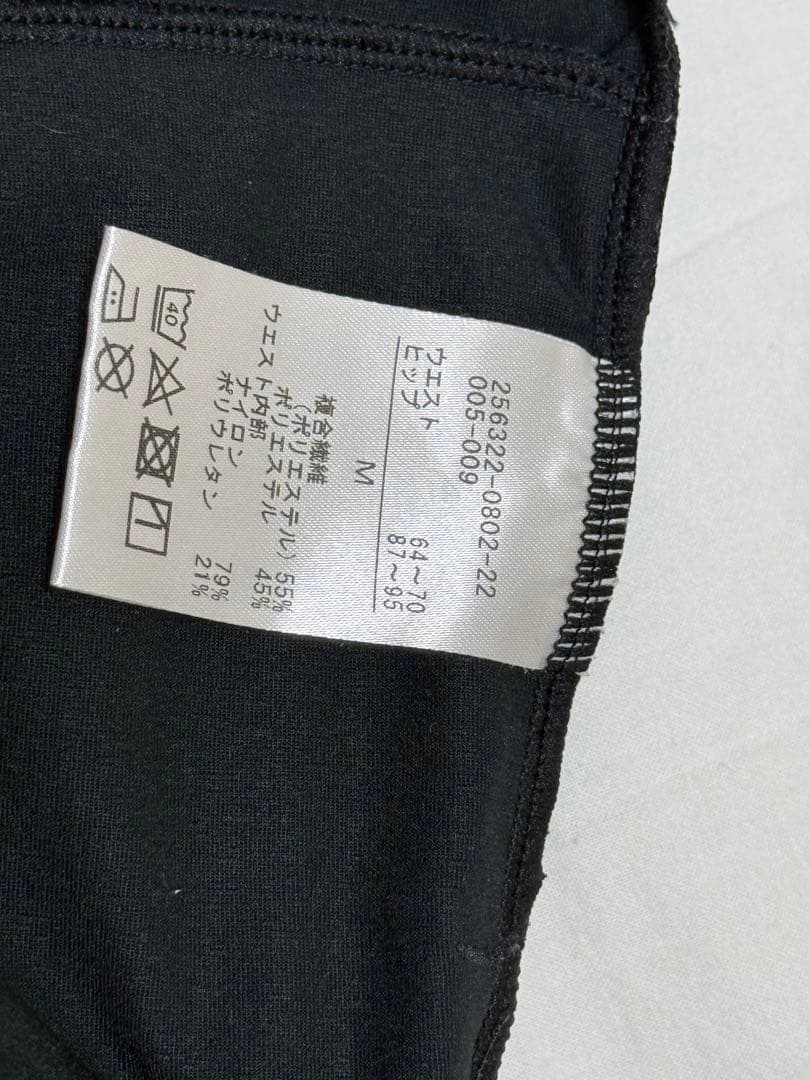 256322-0802-22
005-009
ウエスト 64～70
ヒップ 87～95
M
複合繊維
(ポリエステル) 55%
ポリエステル 45%
ウエスト内部
ナイロン 79%
ポリウレタン 21%
40